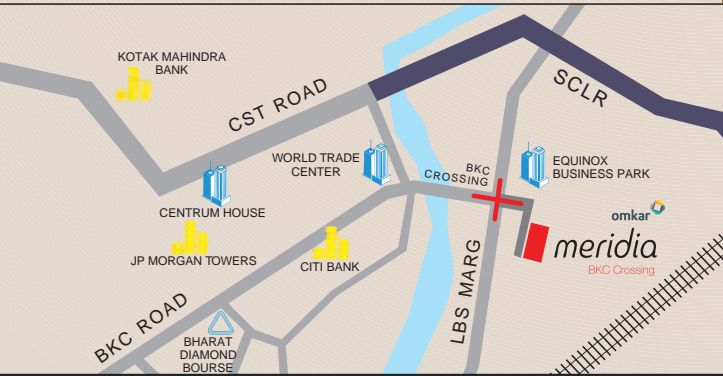 KOTAK MAHINDRA
BANK
CST ROAD
SCLR
WORLD TRADE
CENTER
BKC
CROSSING
EQUINOX
BUSINESS PARK
CENTRUM HOUSE
omkar
meridia
BKC Crossing
JP MORGAN TOWERS
CITI BANK
LBS MARG
BKC ROAD
BHARAT
DIAMOND
BOURSE